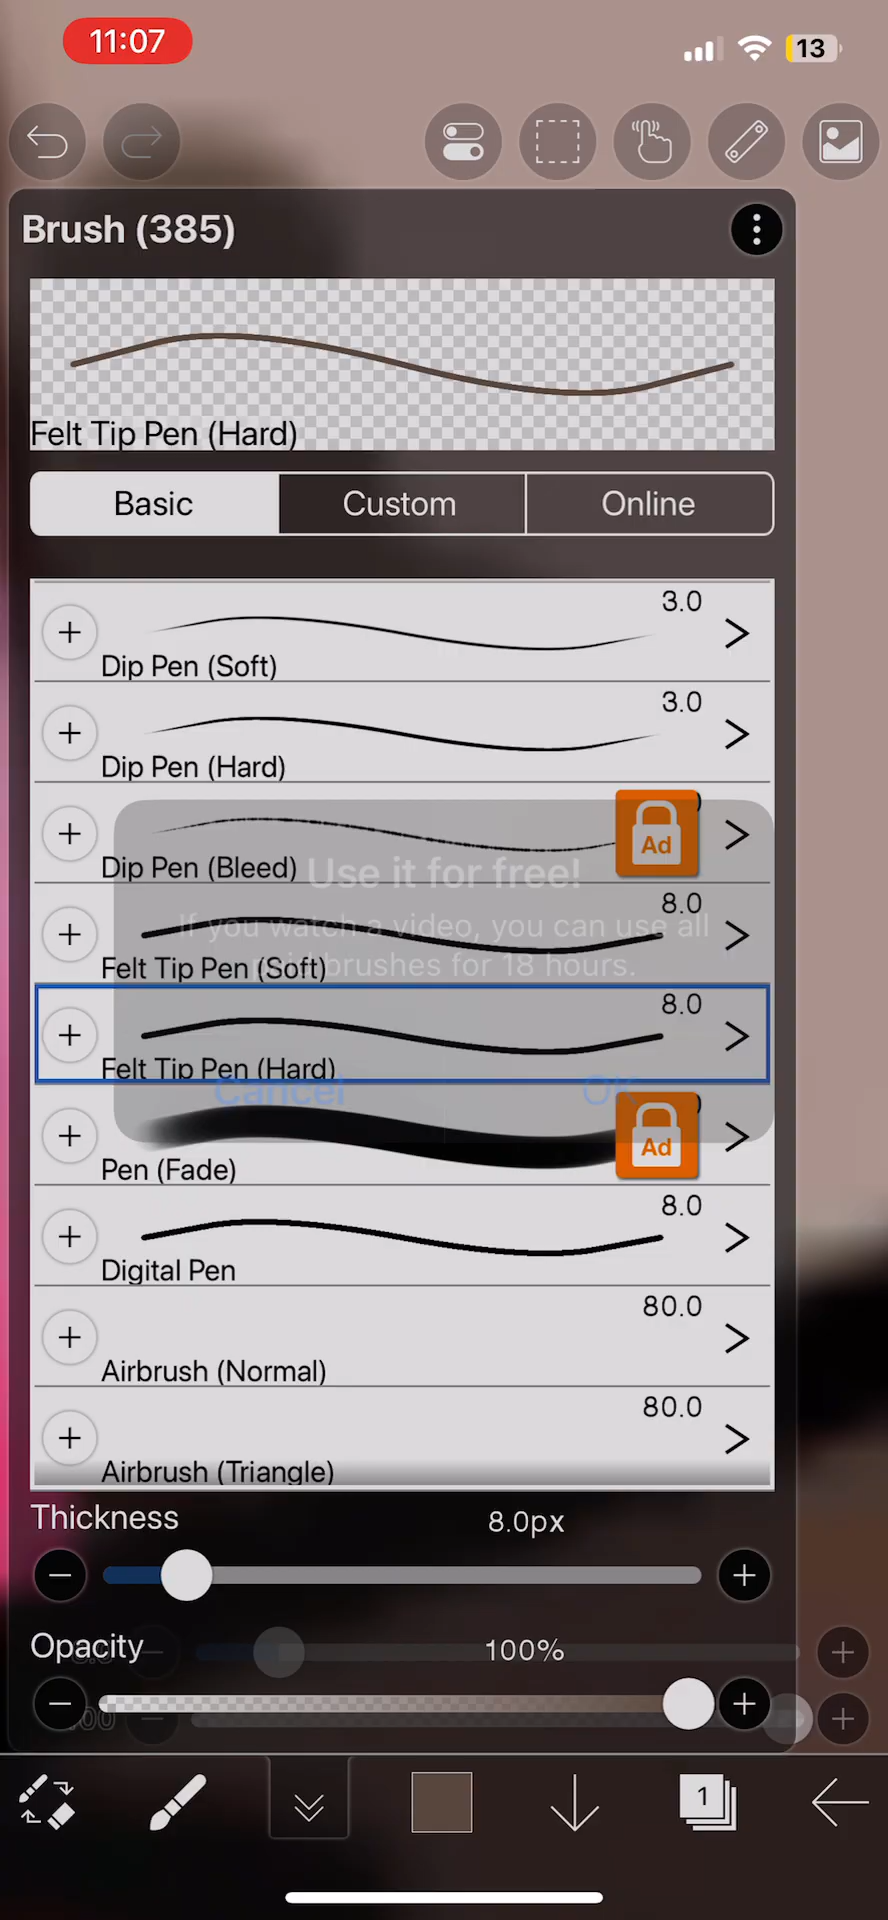 11:07
13
Brush (385)
Felt Tip Pen (Hard)
Basic Custom Online
3.0
Dip Pen (Soft)
3.0
Dip Pen (Hard)
Ad
Dip Pen (Bleed)
Use it for free!
8.0
If you watch a video, you can use all
Felt Tip Pen (Soft)
brushes for 18 hours.
8.0
Felt Tip Pen (Hard)
Cancel OK
Ad
Pen (Fade)
8.0
Digital Pen
80.0
Airbrush (Normal)
80.0
Airbrush (Triangle)
Thickness 8.0px
Opacity 100%
1